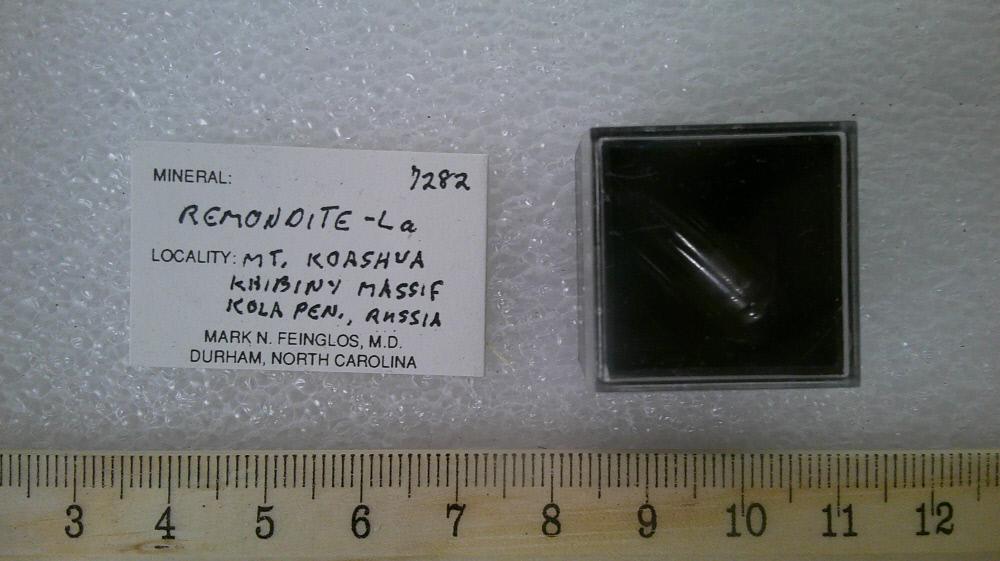 MINERAL: 7282
REMONDITE-La
LOCALITY: MT. KOASHVA
KHIBINY MASSIF
KOLA PEN., RUSSIA
MARK N. FEINGLOS, M.D.
DURHAM, NORTH CAROLINA
3 4 5 6 7 8 9 10 11 12